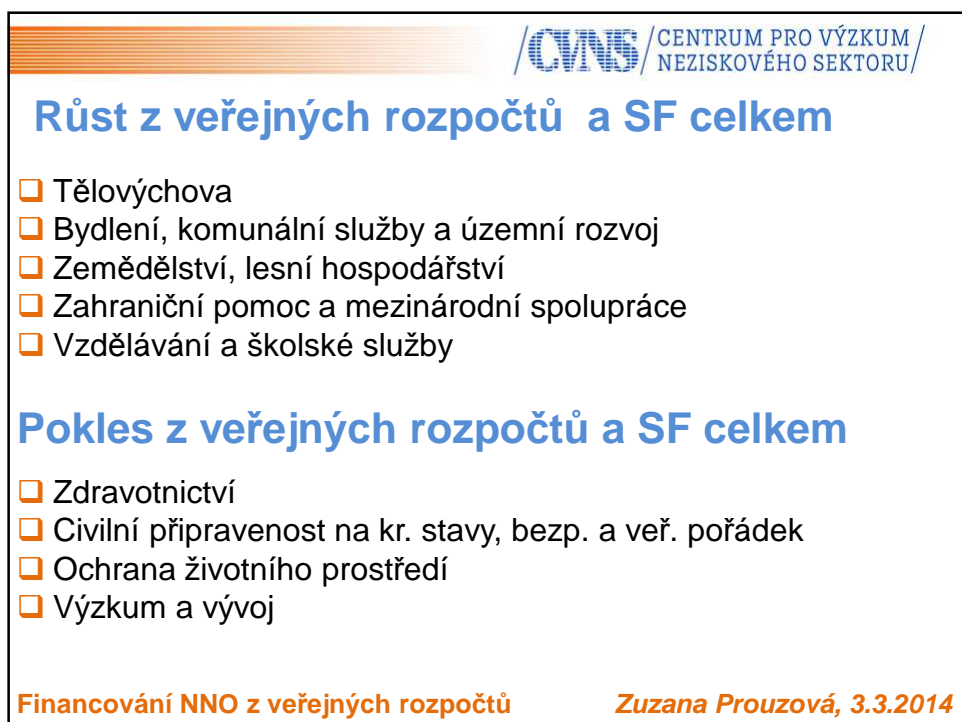 CVNS CENTRUM PRO VÝZKUM
NEZISKOVÉHO SEKTORU
Růst z veřejných rozpočtů a SF celkem
Tělovýchova
Bydlení, komunální služby a územní rozvoj
Zemědělství, lesní hospodářství
Zahraniční pomoc a mezinárodní spolupráce
Vzdělávání a školské služby
Pokles z veřejných rozpočtů a SF celkem
Zdravotnictví
Civilní připravenost na kr. stavy, bezp. a veř. pořádek
Ochrana životního prostředí
Výzkum a vývoj
Financování NNO z veřejných rozpočtů Zuzana Prouzová, 3.3.2014